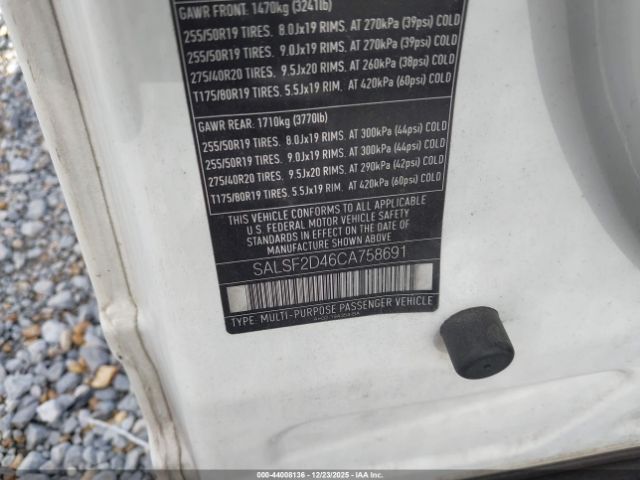 GAWR FRONT. 1470kg (3241lb)
255/50R19 TIRES. 8.0Jx19 RIMS. AT 270kPa (39psi) COLD
255/50R19 TIRES. 9.0Jx19 RIMS. AT 270kPa (39psi) COLD
275/40R20 TIRES. 9.5Jx20 RIMS. AT 260kPa (38psi) COLD
T175/80R19 TIRES. 5.5Jx19 RIM. AT 420kPa (60psi) COLD
GAWR REAR. 1710kg (3770lb)
255/50R19 TIRES. 8.0Jx19 RIMS. AT 300kPa (44psi) COLD
255/50R19 TIRES. 9.0Jx19 RIMS. AT 300kPa (44psi) COLD
275/40R20 TIRES. 9.5Jx20 RIMS. AT 290kPa (42psi) COLD
T175/80R19 TIRES. 5.5Jx19 RIM. AT 420kPa (60psi) COLD
THIS VEHICLE CONFORMS TO ALL APPLICABLE
U.S. FEDERAL MOTOR VEHICLE SAFETY
STANDARDS IN EFFECT ON THE DATE OF
MANUFACTURE SHOWN ABOVE
SALSF2D46CA758691
TYPE: MULTI-PURPOSE PASSENGER VEHICLE
000-44008136 - 12/23/2025 - IAA, Inc.